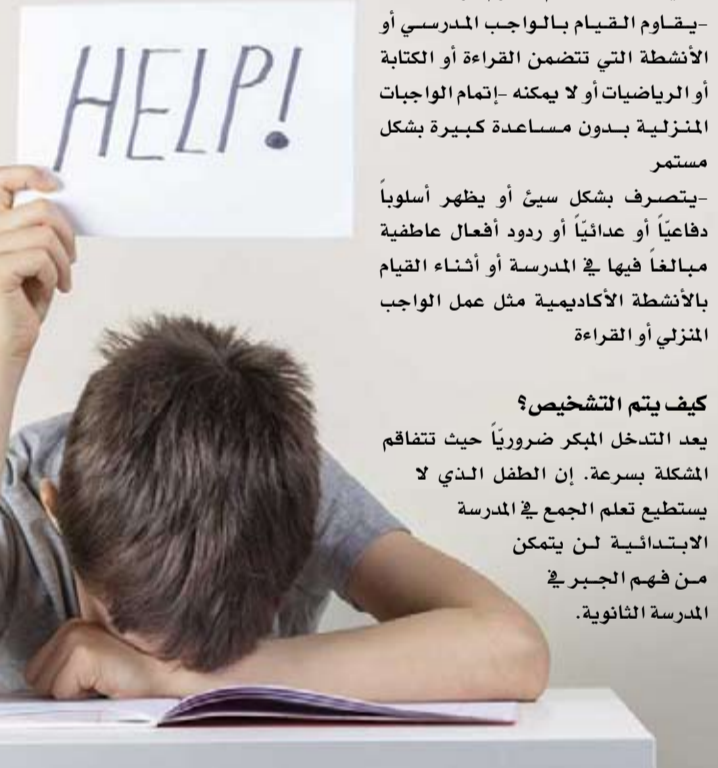 HELP!
-يقاوم القيام بالواجب المدرسي أو
الأنشطة التي تتضمن القراءة أو الكتابة
أو الرياضيات أو لا يمكنه -إتمام الواجبات
المنزلية بدون مساعدة كبيرة بشكل
مستمر
-يتصرف بشكل سيئ أو يظهر أسلوباً
دفاعيّاً أو عدائيّاً أو ردود أفعال عاطفية
مبالغاً فيها في المدرسة أو أثناء القيام
بالأنشطة الأكاديمية مثل عمل الواجب
المنزلي أو القراءة
كيف يتم التشخيص؟
يعد التدخل المبكر ضروريّاً حيث تتفاقم
المشكلة بسرعة. إن الطفل الذي لا
يستطيع تعلم الجمع في المدرسة
الابتدائية لن يتمكن
من فهم الجبر في
المدرسة الثانوية.